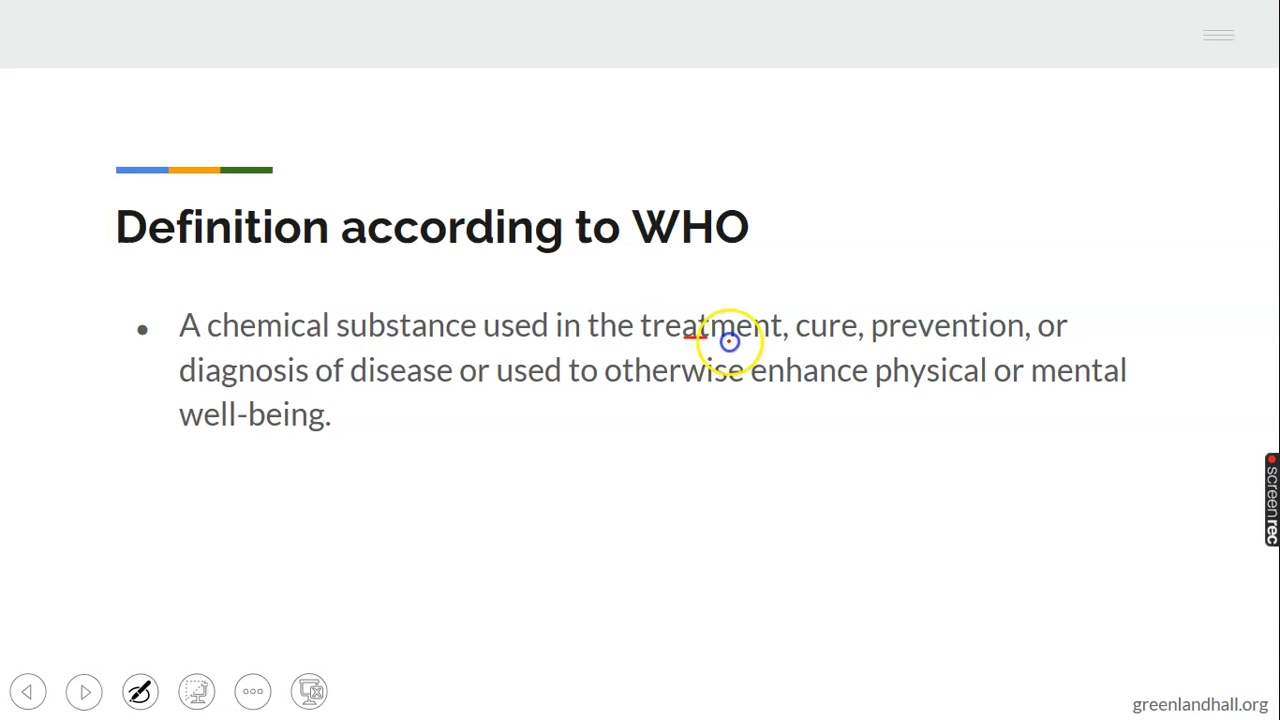 Definition according to WHO
● A chemical substance used in the treatment, cure, prevention, or
diagnosis of disease or used to otherwise enhance physical or mental
well-being.
screenrec
greenlandhall.org